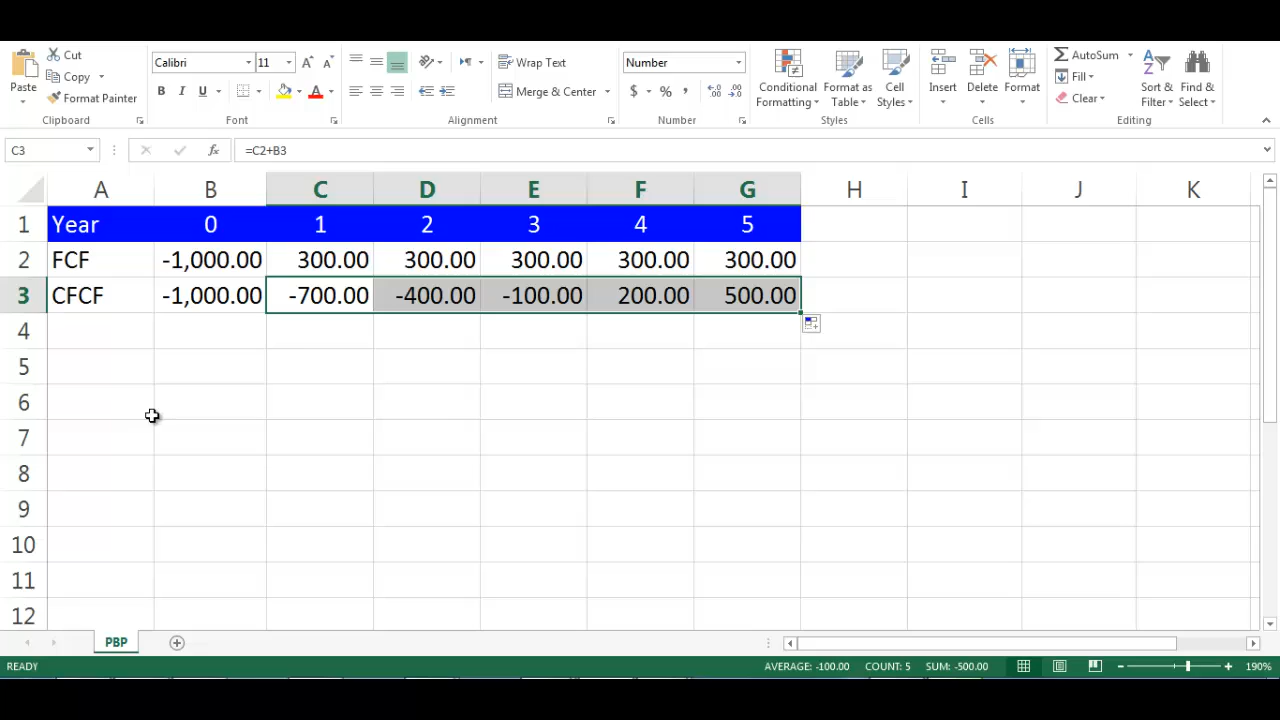 Cut
Copy
Format Painter
Paste
Clipboard
Calibri 11
B I U A
Font
Wrap Text
Merge & Center
Alignment
Number
$ % ,
Number
Conditional Formatting
Format as Table
Cell Styles
Styles
Insert Delete Format
Cells
AutoSum
Fill
Clear
Sort & Filter
Find & Select
Editing
C3 fx =C2+B3
A B C D E F G H I J K
1 Year 0 1 2 3 4 5
2 FCF -1,000.00 300.00 300.00 300.00 300.00 300.00
3 CFCF -1,000.00 -700.00 -400.00 -100.00 200.00 500.00
4
5
6
7
8
9
10
11
12
PBP
READY AVERAGE: -100.00 COUNT: 5 SUM: -500.00 190%